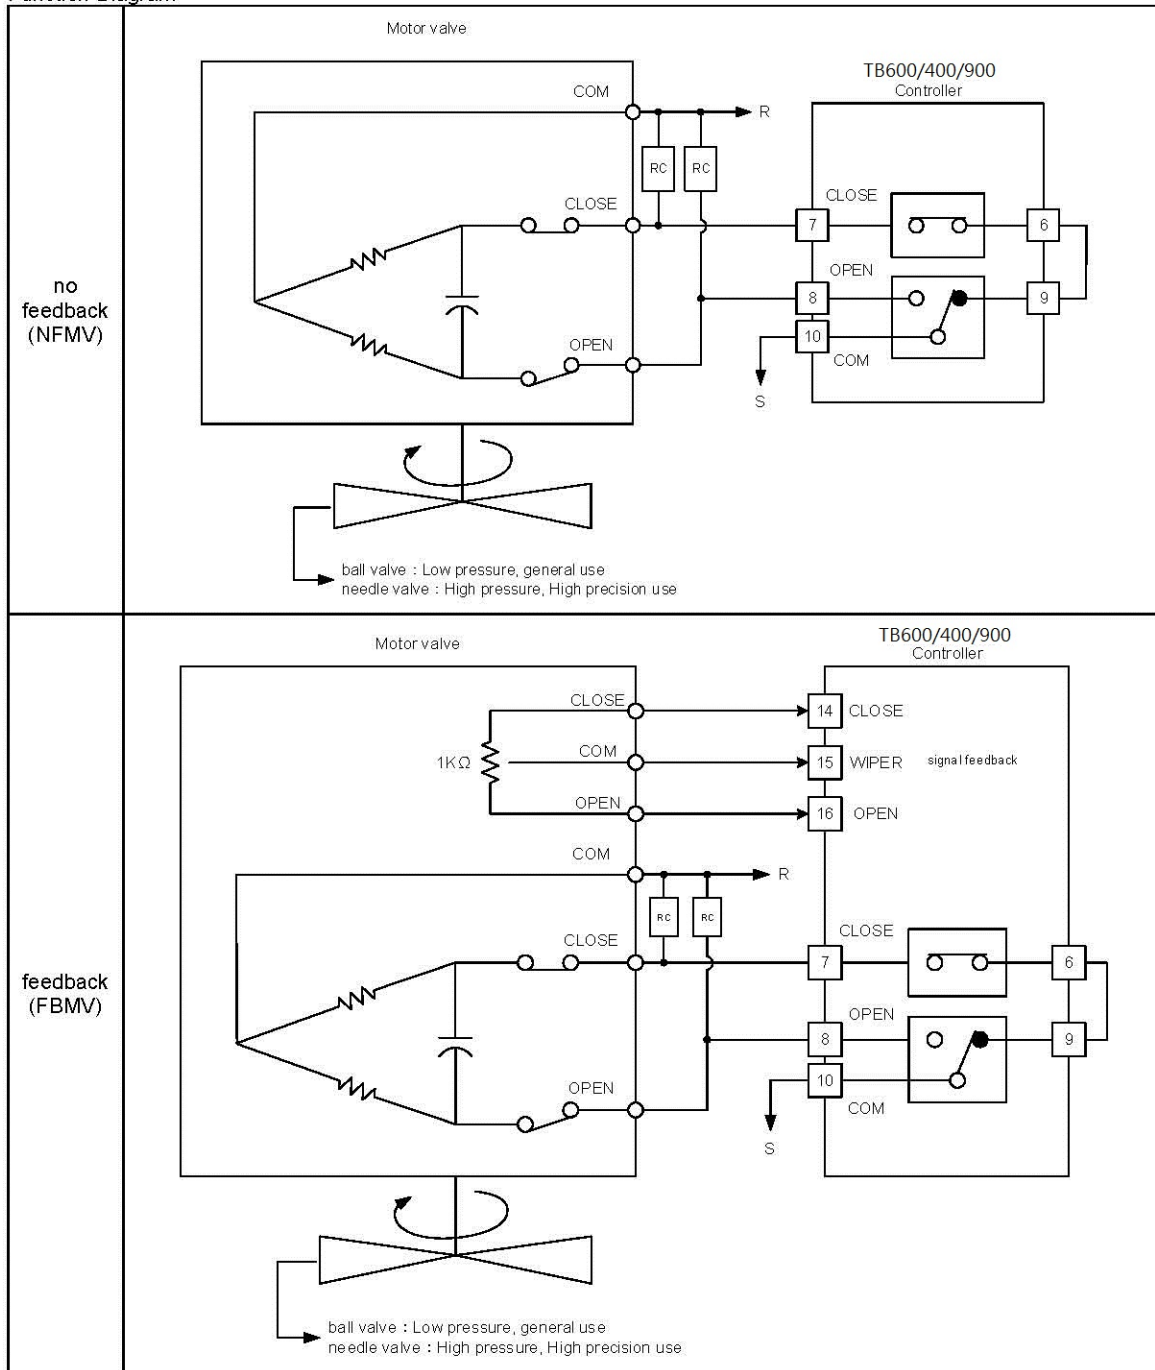 Function Diagram
no
feedback
(NFMV)
Motor valve
TB600/400/900
Controller
COM
R
RC
RC
CLOSE
CLOSE
7
6
OPEN
8
9
10
COM
OPEN
S
ball valve : Low pressure, general use
needle valve : High pressure, High precision use
feedback
(FBMV)
Motor valve
TB600/400/900
Controller
CLOSE
14
CLOSE
1KΩ
COM
15
WIPER
signal feedback
OPEN
16
OPEN
COM
R
RC
RC
CLOSE
CLOSE
7
6
OPEN
8
9
10
COM
OPEN
S
ball valve : Low pressure, general use
needle valve : High pressure, High precision use